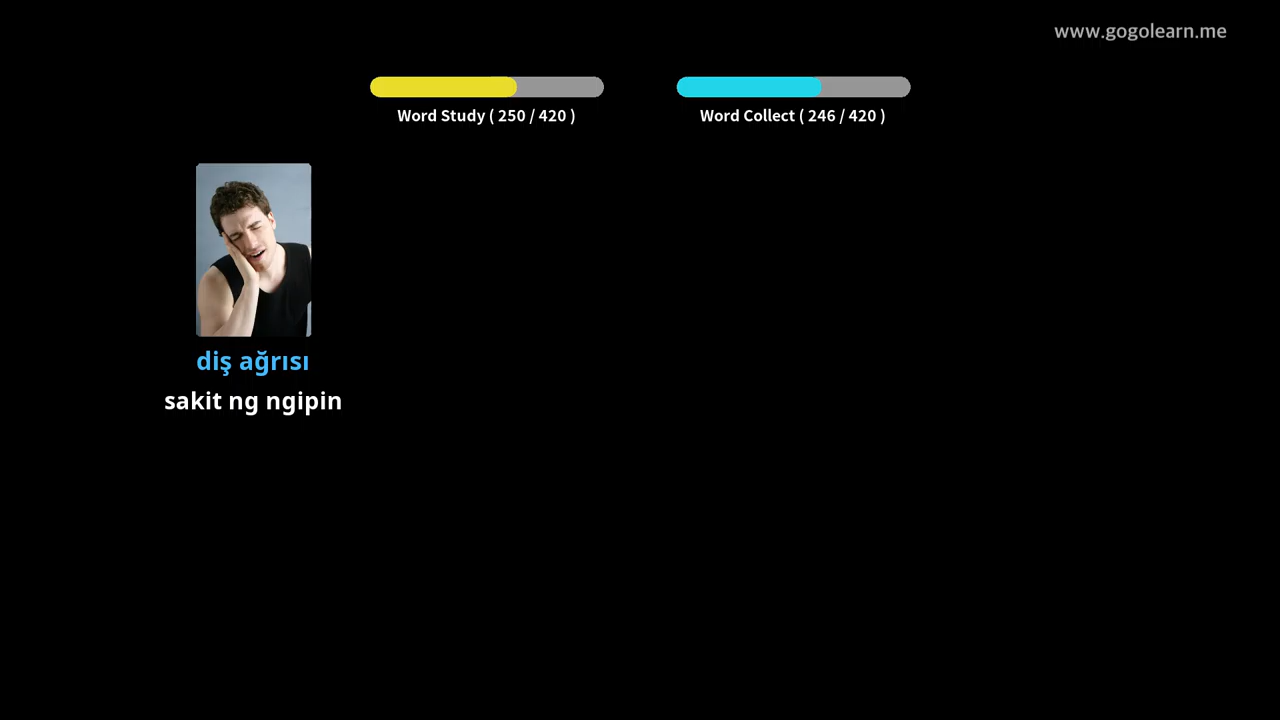 www.gogolearn.me
Word Study ( 250 / 420 )
Word Collect ( 246 / 420 )
diş ağrısı
sakit ng ngipin